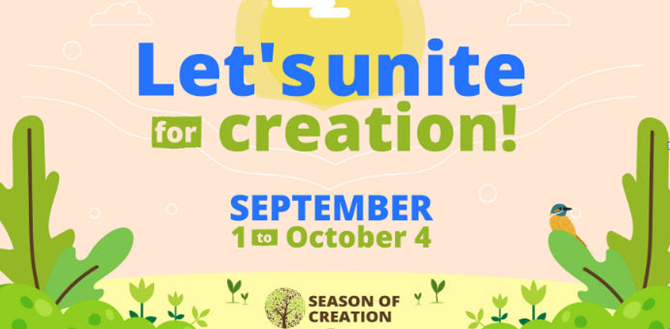 Let's unite
for creation!
SEPTEMBER
1 to October 4
SEASON OF
CREATION